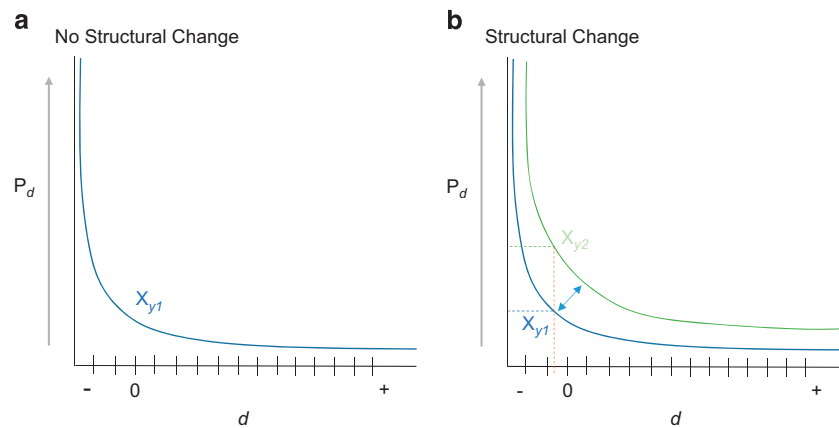 a
No Structural Change
P_d
X_y1
- 0 +
d
b
Structural Change
P_d
X_y2
X_y1
- 0 +
d